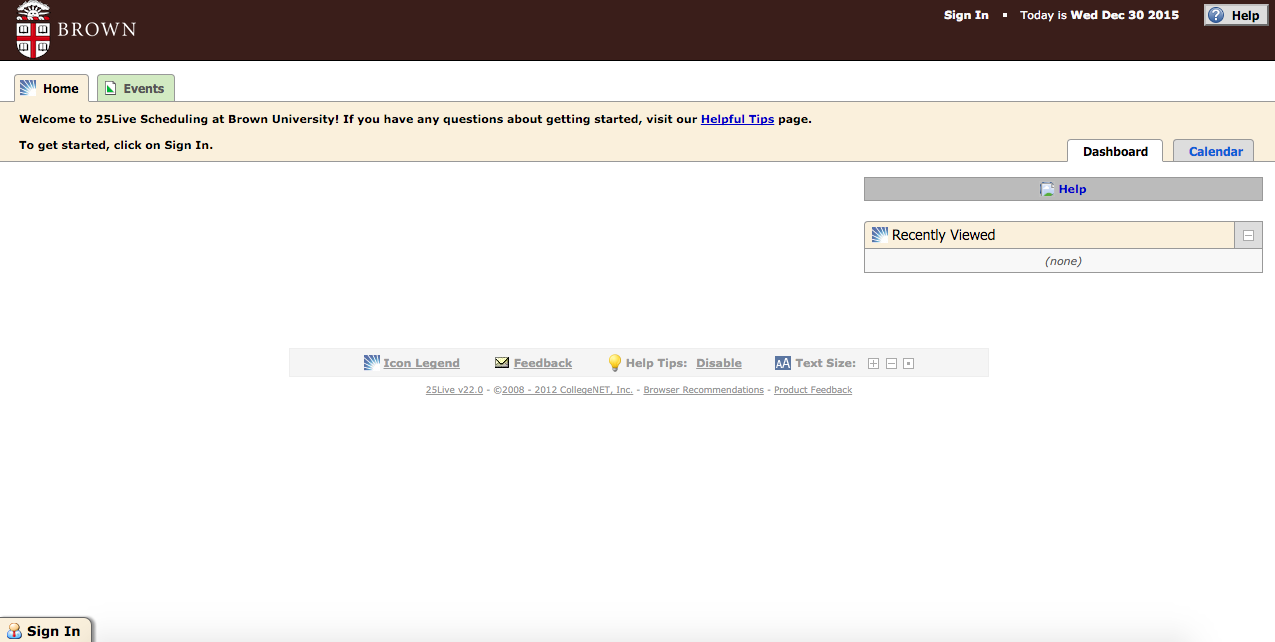 BROWN
Sign In ▪ Today is Wed Dec 30 2015
Help
Home
Events
Welcome to 25Live Scheduling at Brown University! If you have any questions about getting started, visit our Helpful Tips page.
To get started, click on Sign In.
Dashboard
Calendar
Help
Recently Viewed
(none)
Icon Legend
Feedback
Help Tips: Disable
AA Text Size:
25Live v22.0 - ©2008 - 2012 CollegeNET, Inc. - Browser Recommendations - Product Feedback
Sign In